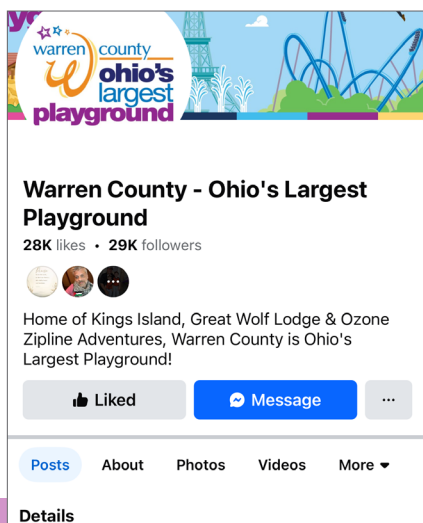 warren county
ohio's
largest
playground
Warren County - Ohio's Largest
Playground
28K likes • 29K followers
Home of Kings Island, Great Wolf Lodge & Ozone
Zipline Adventures, Warren County is Ohio's
Largest Playground!
Liked Message ...
Posts About Photos Videos More
Details